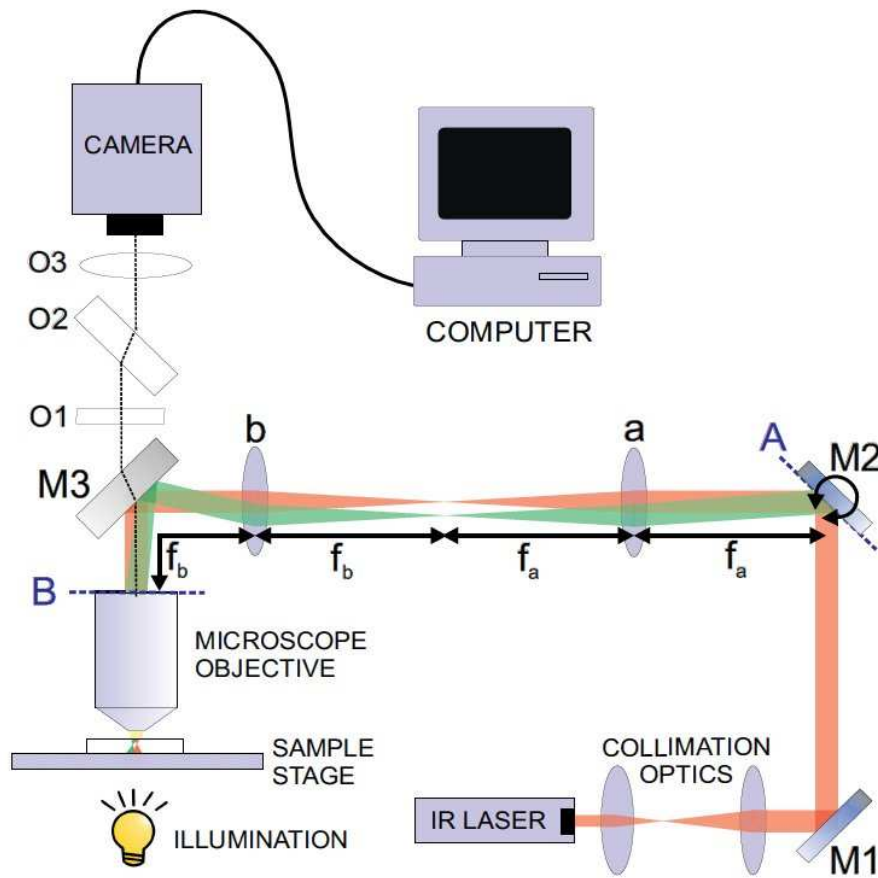 CAMERA
O3
O2
COMPUTER
O1
b
a
A
M2
M3
f_b
f_b
f_a
f_a
B
MICROSCOPE
OBJECTIVE
SAMPLE
STAGE
COLLIMATION
OPTICS
IR LASER
ILLUMINATION
M1